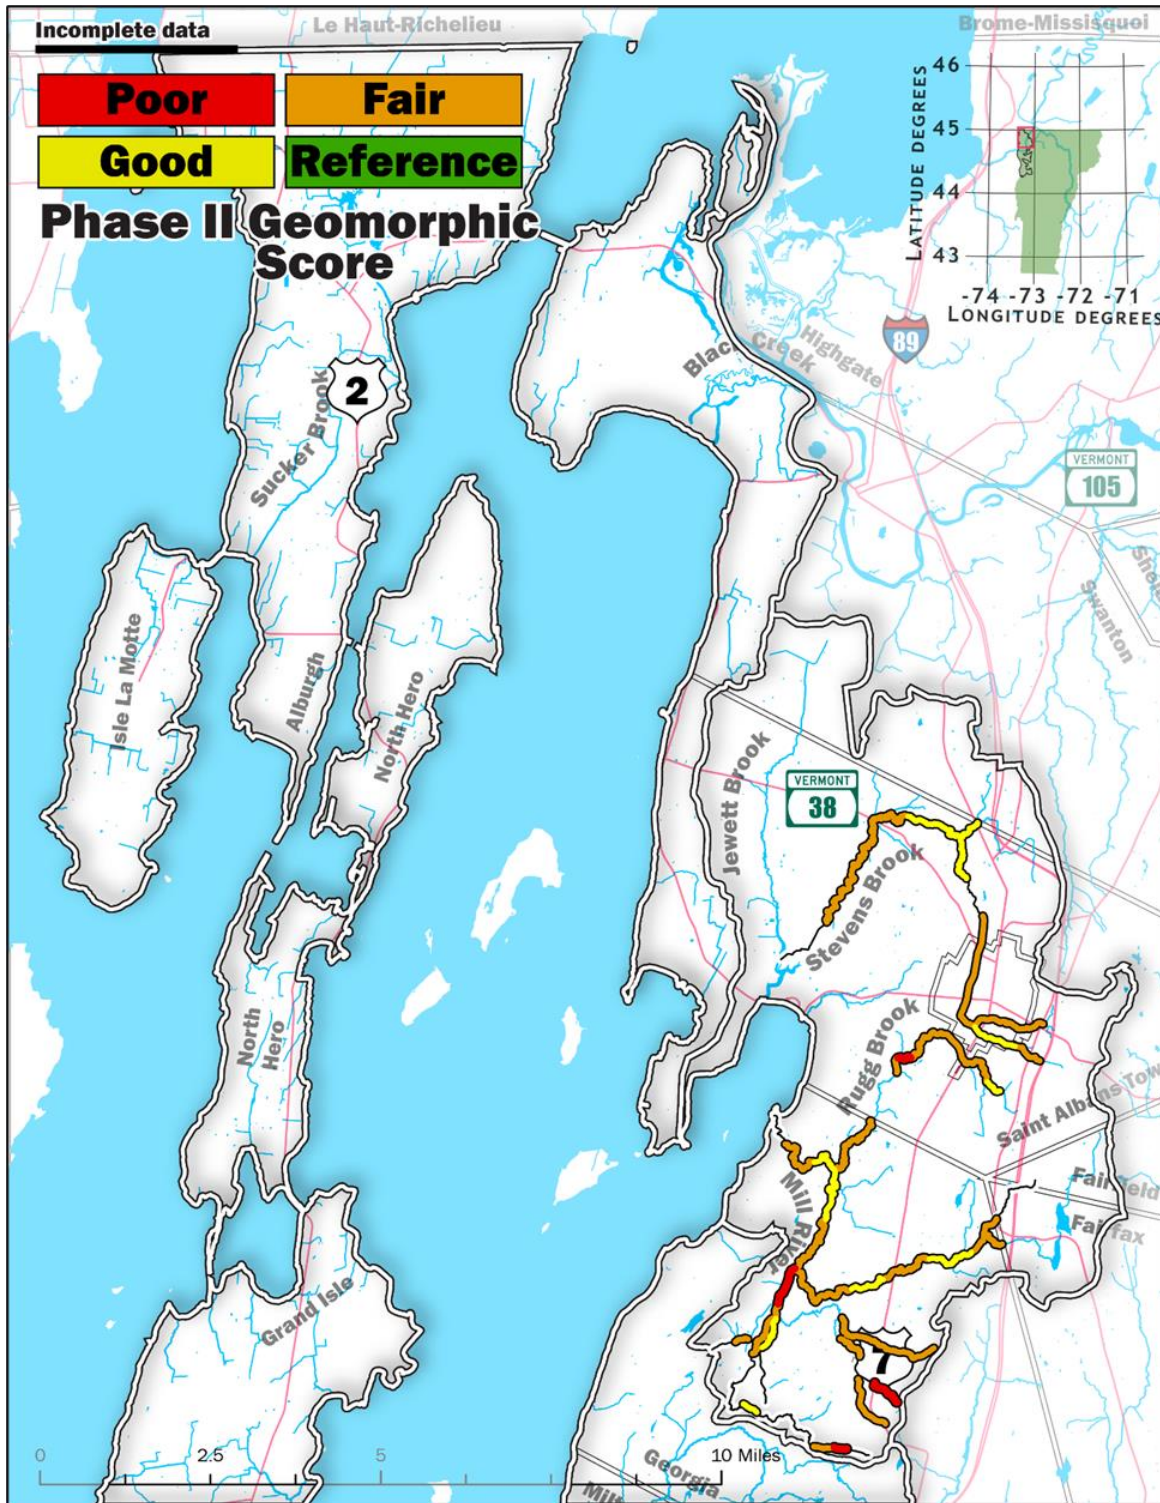 Incomplete data
Le Haut-Richelieu
Brome-Missisquoi
Poor
Fair
Good
Reference
Phase II Geomorphic
Score
LATITUDE DEGREES
46
45
44
43
-74 -73 -72 -71
LONGITUDE DEGREES
89
Highgate
Black Creek
2
Sucker Brook
VERMONT
105
Swanton
Isle La Motte
Alburgh
North Hero
Jewett Brook
VERMONT
38
Stevens Brook
North
Hero
Rugg Brook
Saint Albans Tow
Fairfield
Fairfax
Mill River
Grand Isle
7
0
2.5
5
10 Miles
Georgia